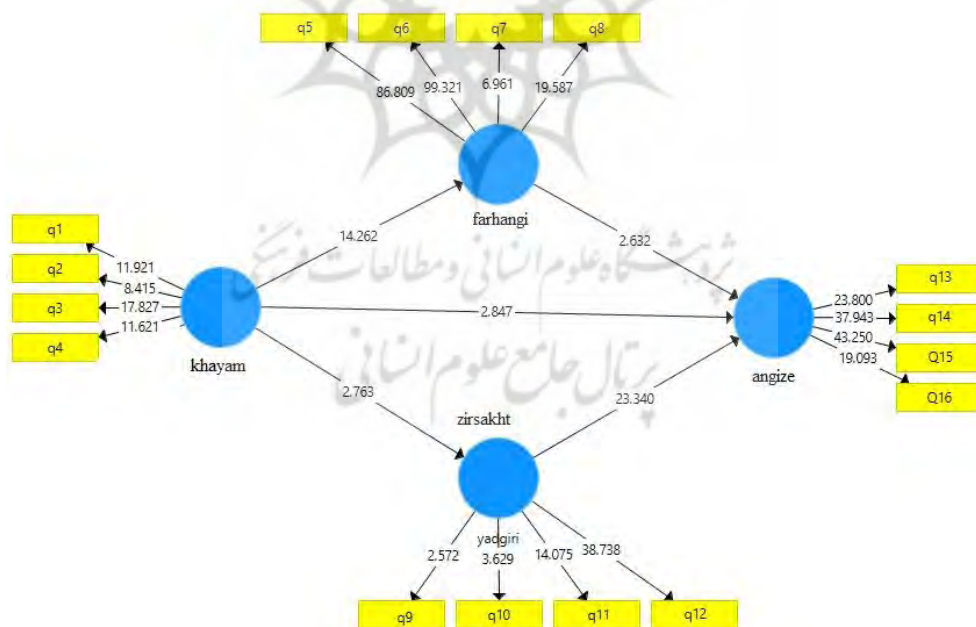 q5
q6
q7
q8
86.809
99.321
6.961
19.587
farhangi
14.262
2.632
q1
q2
q3
q4
11.921
8.415
17.827
11.621
khayam
2.847
q13
q14
Q15
Q16
23.800
37.943
43.250
19.093
angize
پژوهشگاه علوم انسانی و مطالعات فرهنگی
پرتال جامع علوم انسانی
2.763
23.340
zirsakht
yadgiri
2.572
3.629
14.075
38.738
q9
q10
q11
q12